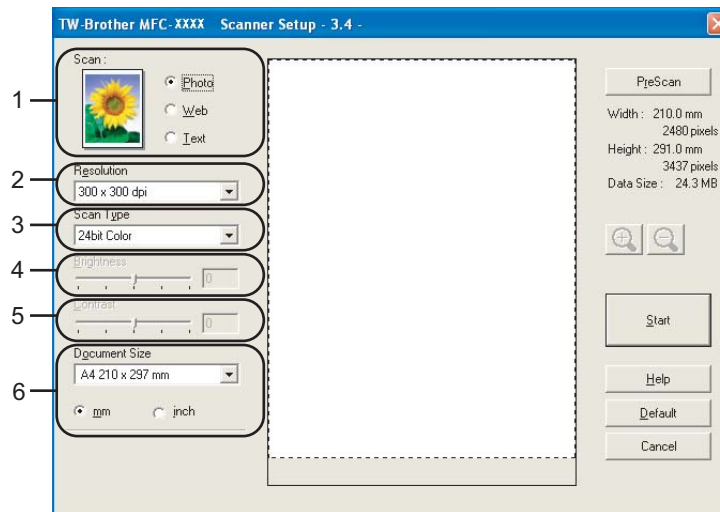 TW-Brother MFC-XXXX Scanner Setup - 3.4 -
Scan :
Photo
Web
Text
1
Resolution
300 x 300 dpi
2
Scan Type
24bit Color
3
Brightness
0
4
Contrast
0
5
Document Size
A4 210 x 297 mm
6
mm
inch
PreScan
Width : 210.0 mm
2480 pixels
Height : 291.0 mm
3437 pixels
Data Size : 24.3 MB
Start
Help
Default
Cancel